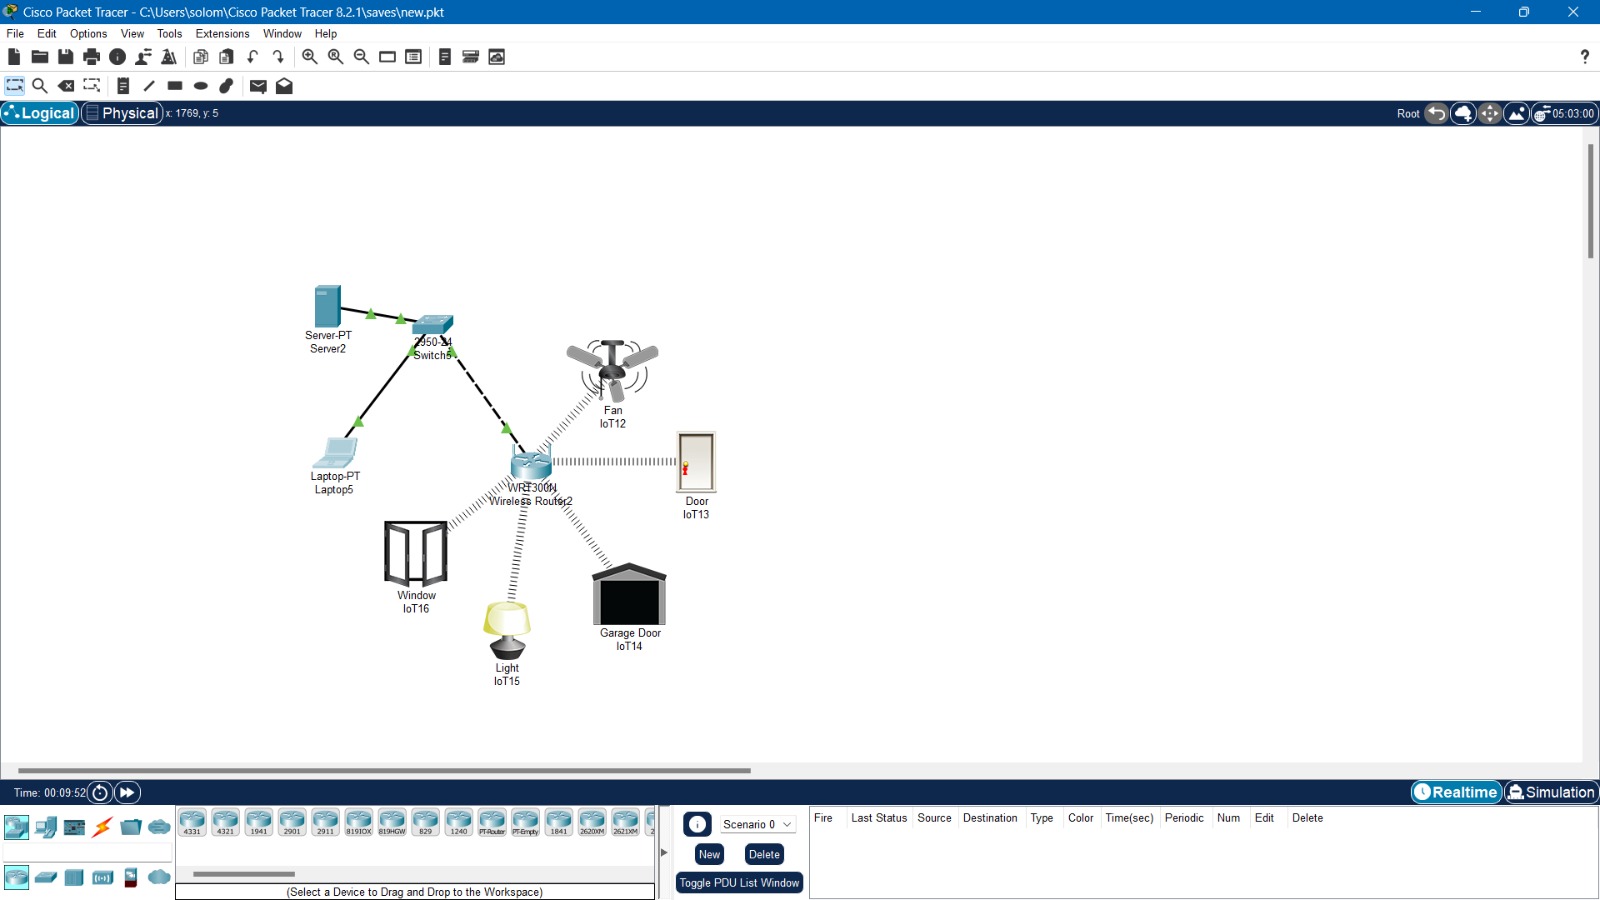 Cisco Packet Tracer - C:\Users\solom\Cisco Packet Tracer 8.2.1\saves\new.pkt
File Edit Options View Tools Extensions Window Help
?
Logical Physical x: 1769, y: 5 Root 05:03:00
Server-PT
Server2
2950-24
Switch5
Fan
IoT12
Laptop-PT
Laptop5
WRT300N
Wireless Router2
Door
IoT13
Window
IoT16
Garage Door
IoT14
Light
IoT15
Time: 00:09:52 Realtime Simulation
4331 4321 1941 2901 2911 819IOX 819HGW 829 1240 PT-Router PT-Empty 1841 2620XM 2621XM 2
(Select a Device to Drag and Drop to the Workspace)
Scenario 0
New Delete
Toggle PDU List Window
Fire Last Status Source Destination Type Color Time(sec) Periodic Num Edit Delete